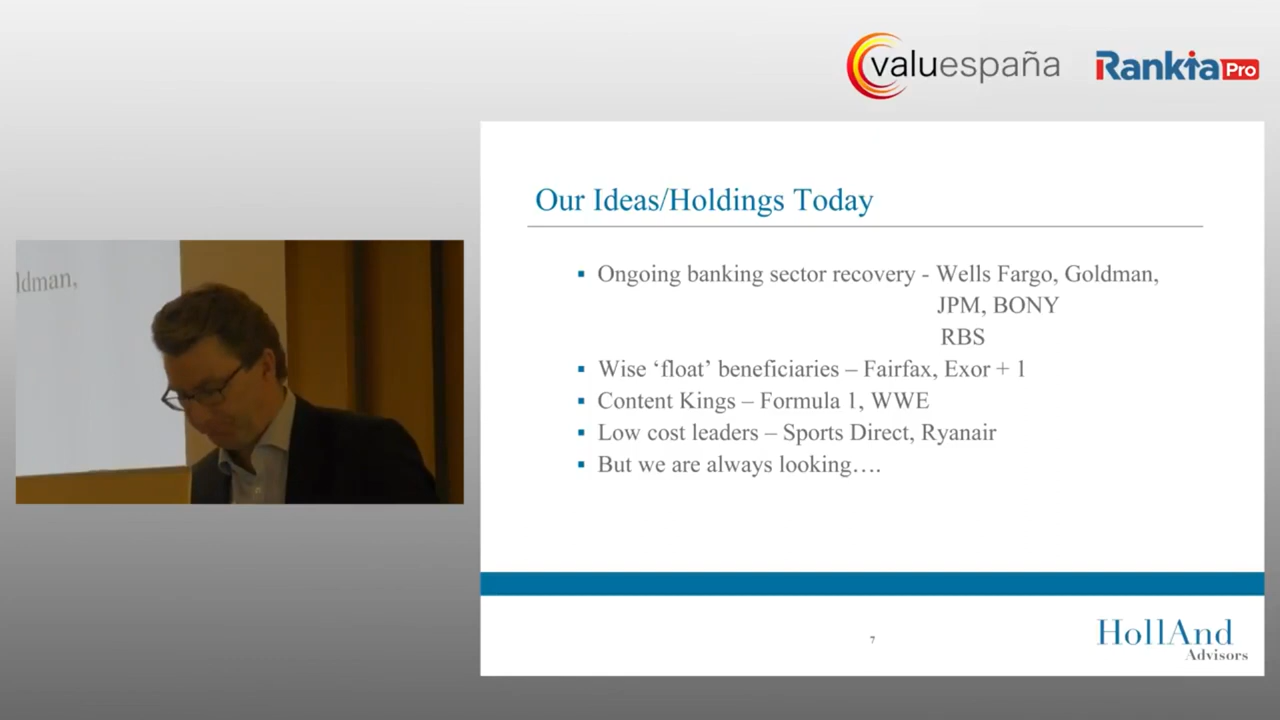 valuespaña
Rankia Pro
Our Ideas/Holdings Today
ldman,
▪ Ongoing banking sector recovery - Wells Fargo, Goldman,
JPM, BONY
RBS
▪ Wise ‘float’ beneficiaries – Fairfax, Exor + 1
▪ Content Kings – Formula 1, WWE
▪ Low cost leaders – Sports Direct, Ryanair
▪ But we are always looking….
7
HollAnd
Advisors